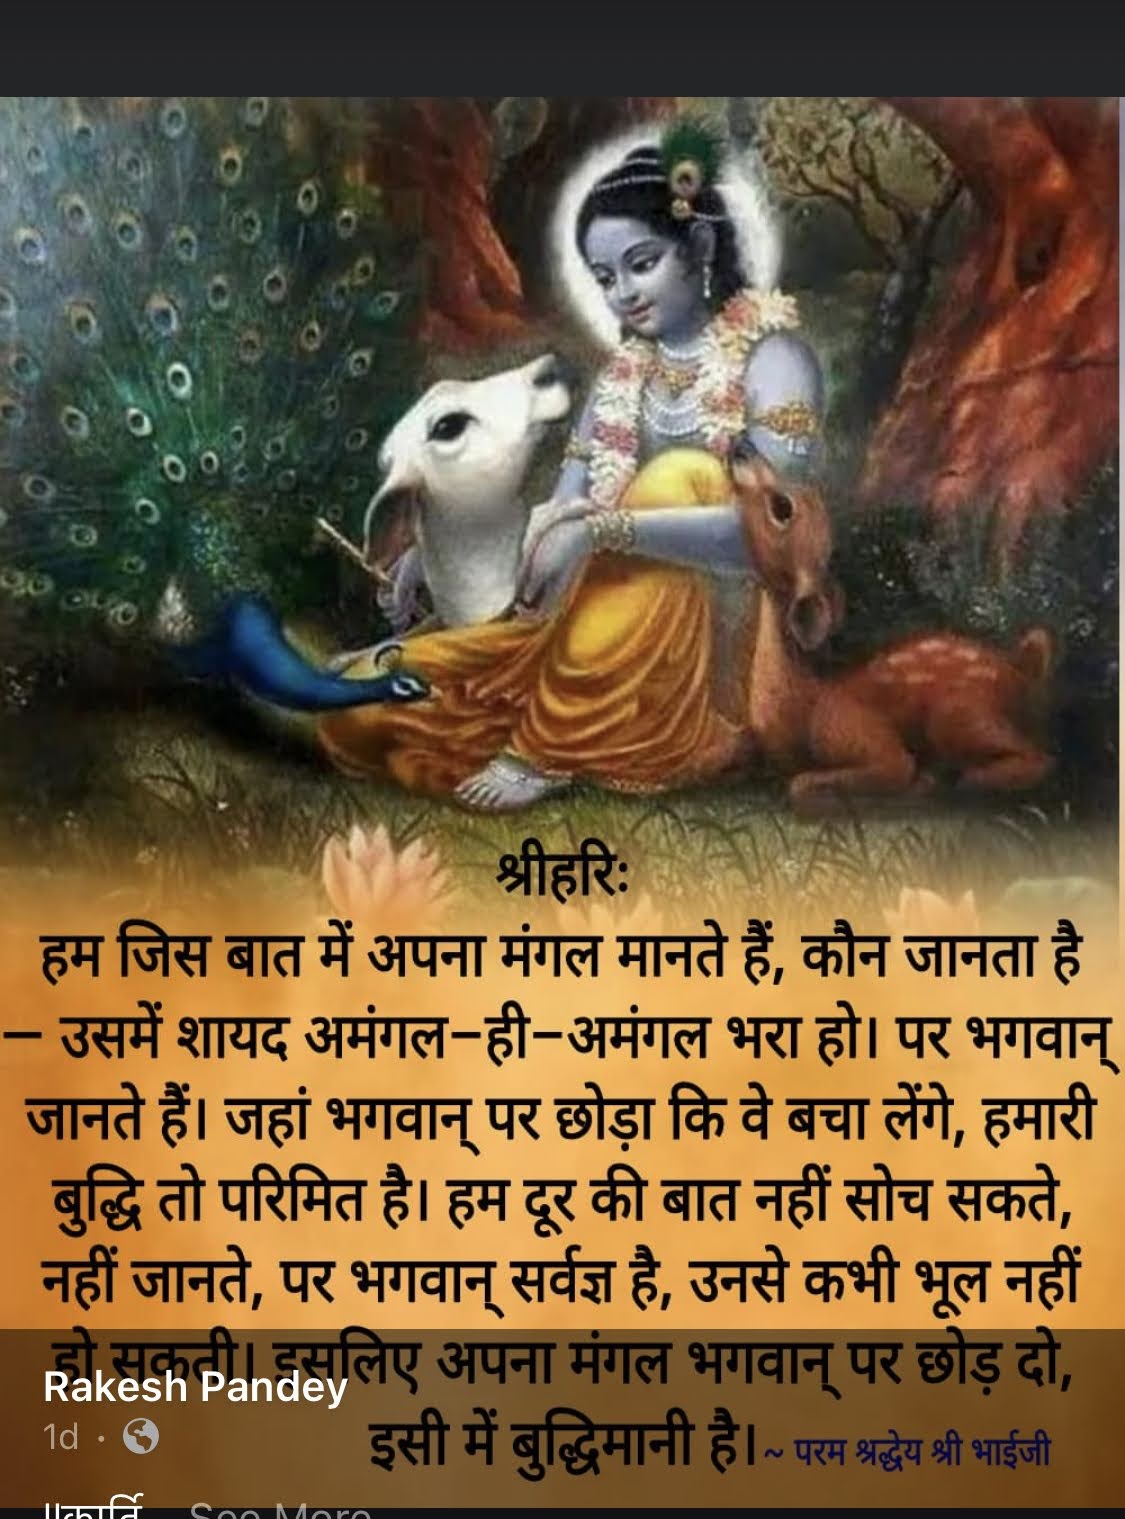 श्रीहरिः
हम जिस बात में अपना मंगल मानते हैं, कौन जानता है
– उसमें शायद अमंगल–ही–अमंगल भरा हो। पर भगवान्
जानते हैं। जहां भगवान् पर छोड़ा कि वे बचा लेंगे, हमारी
बुद्धि तो परिमित है। हम दूर की बात नहीं सोच सकते,
नहीं जानते, पर भगवान् सर्वज्ञ है, उनसे कभी भूल नहीं
हो सकती। इसलिए अपना मंगल भगवान् पर छोड़ दो,
Rakesh Pandey
1d ·
इसी में बुद्धिमानी है।~ परम श्रद्धेय श्री भाईजी
See More